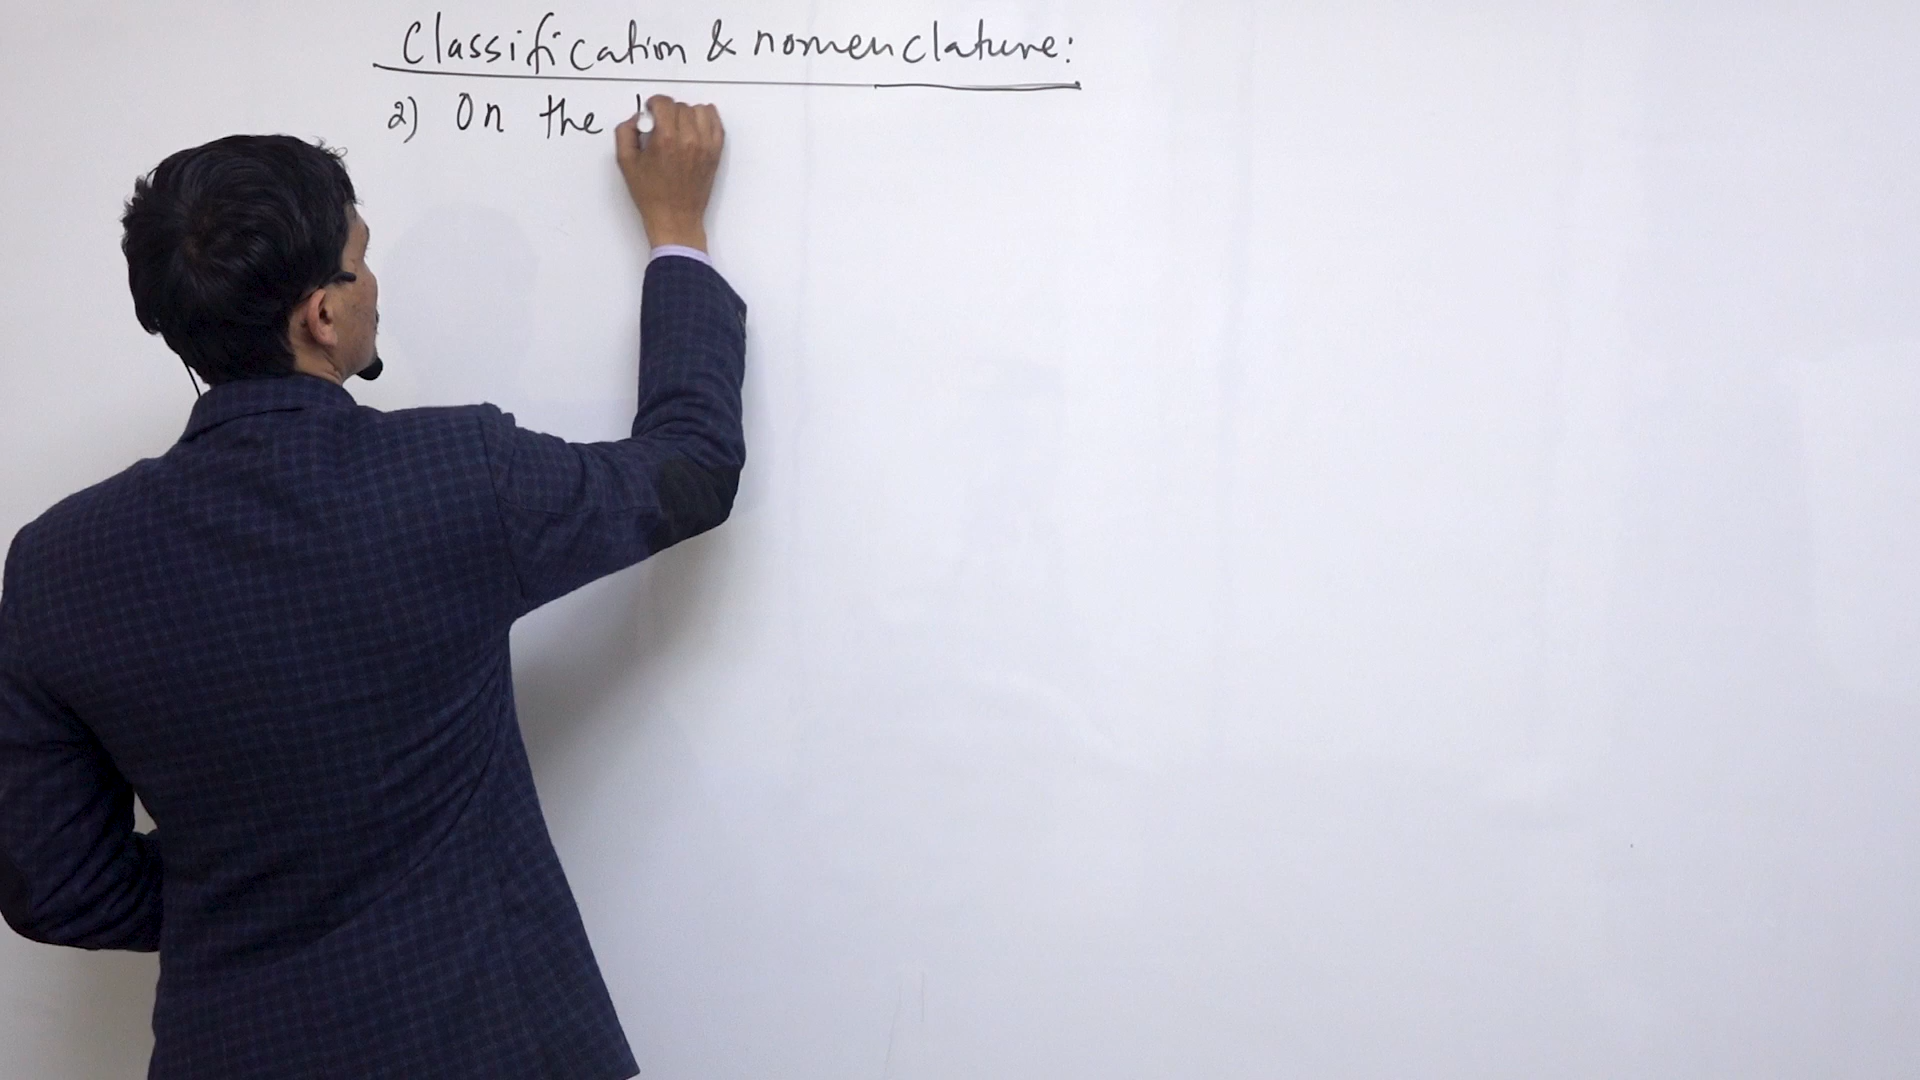 Classification & nomenclature:
2) On the